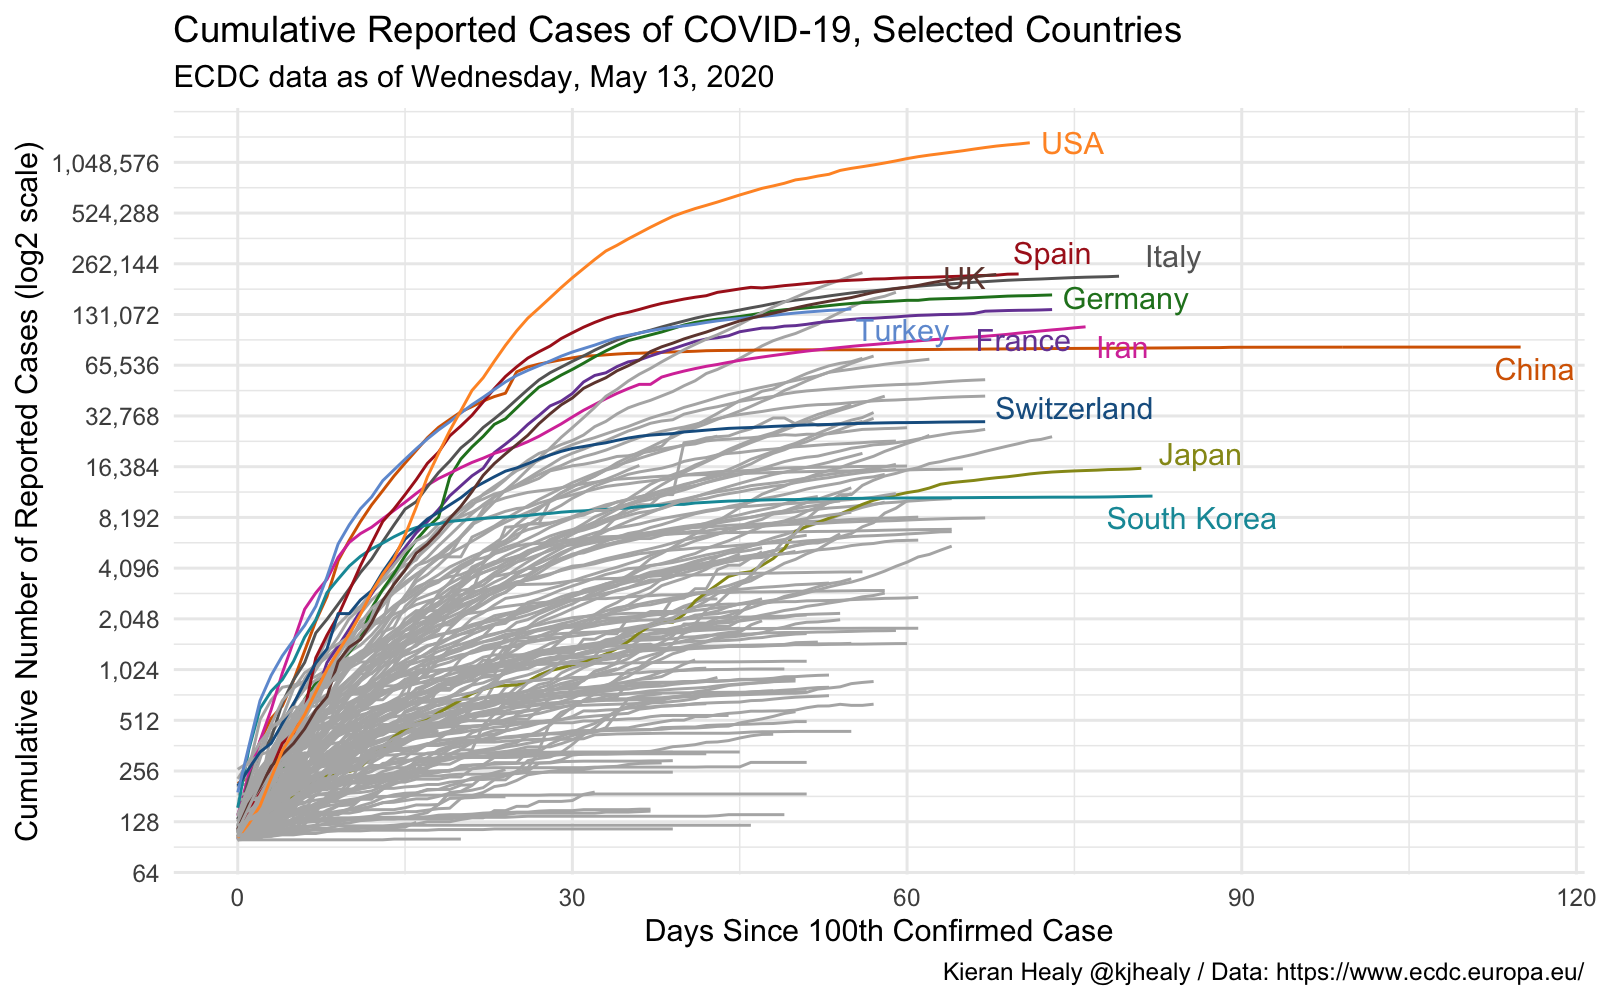 Cumulative Reported Cases of COVID-19, Selected Countries
ECDC data as of Wednesday, May 13, 2020
Cumulative Number of Reported Cases (log2 scale)
1,048,576
524,288
262,144
131,072
65,536
32,768
16,384
8,192
4,096
2,048
1,024
512
256
128
64
USA
Spain
Italy
UK
Germany
Turkey
France
Iran
China
Switzerland
Japan
South Korea
0
30
60
90
120
Days Since 100th Confirmed Case
Kieran Healy @kjhealy / Data: https://www.ecdc.europa.eu/